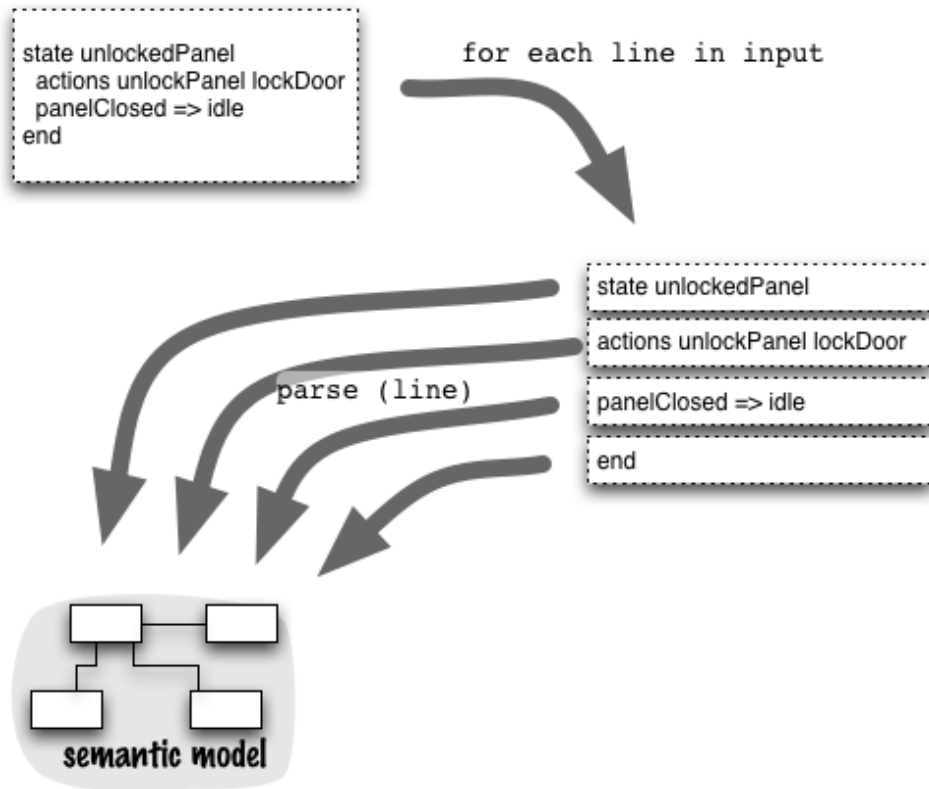 state unlockedPanel
actions unlockPanel lockDoor
panelClosed => idle
end
for each line in input
state unlockedPanel
actions unlockPanel lockDoor
parse (line)
panelClosed => idle
end
semantic model